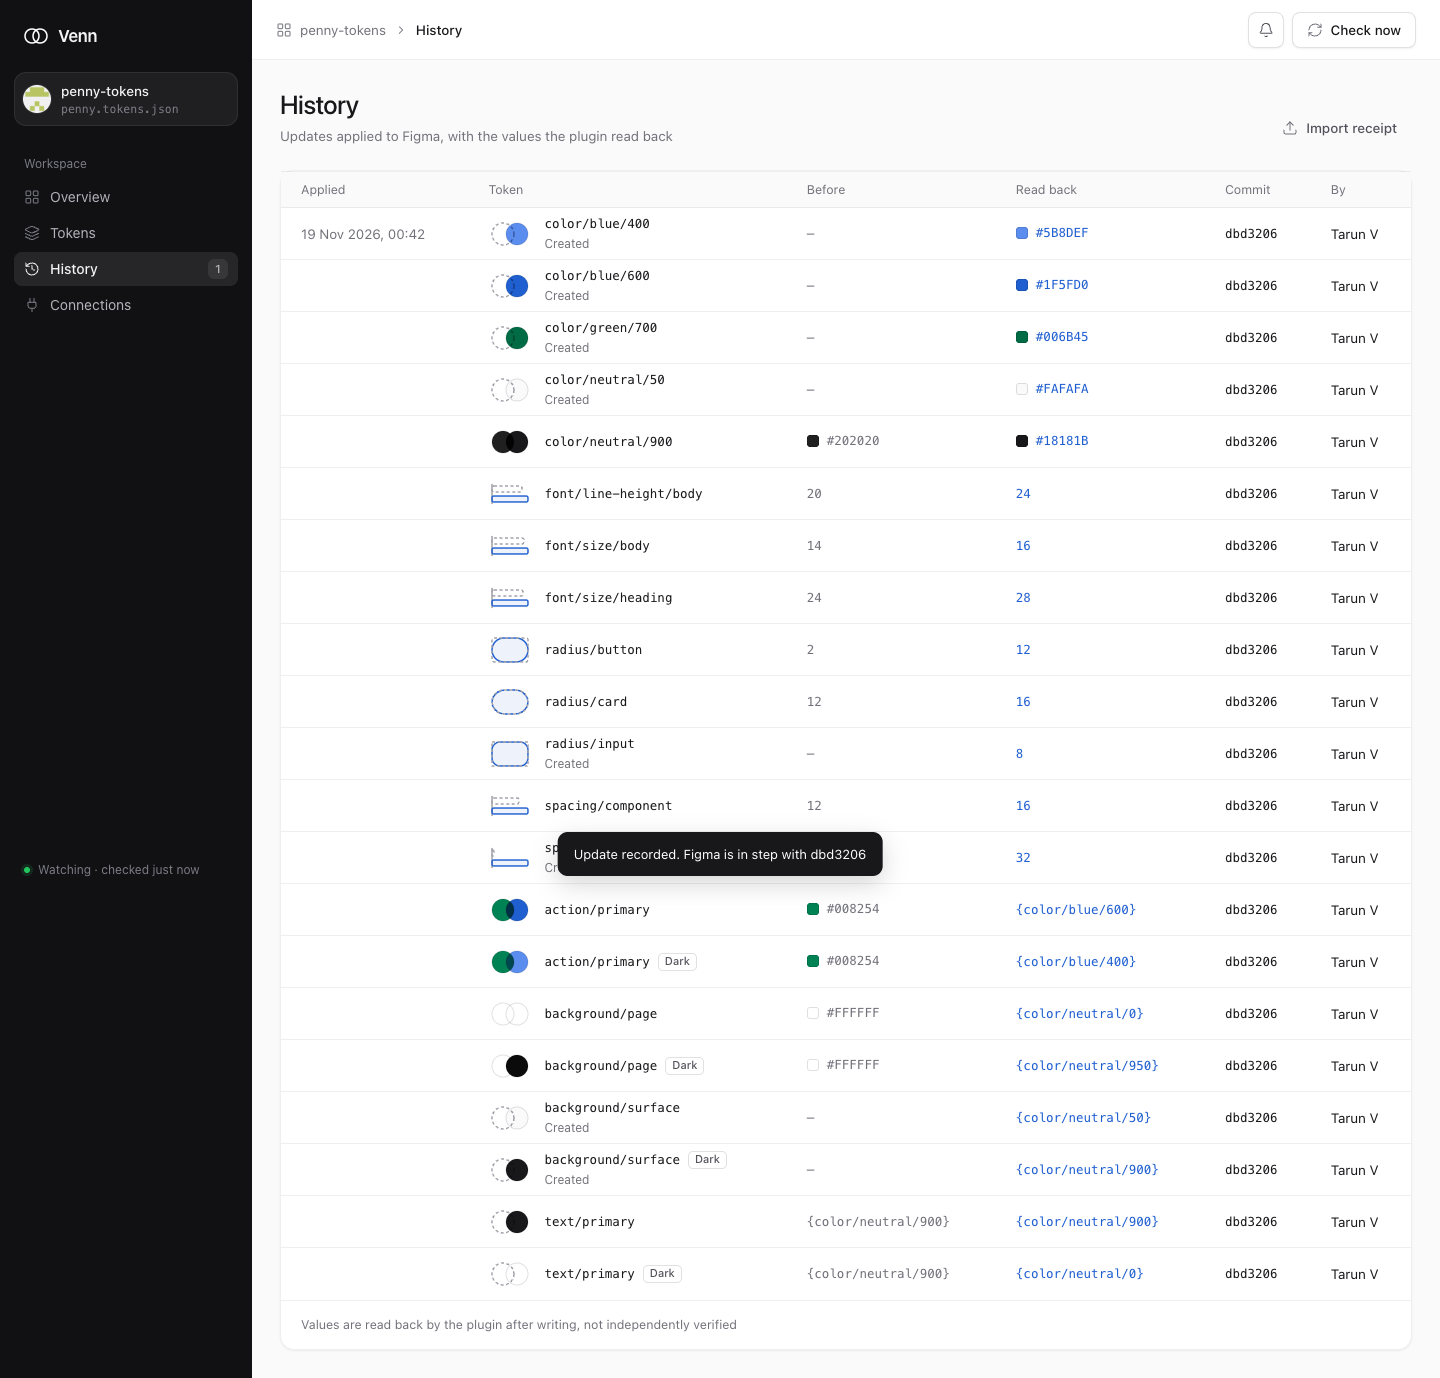 Venn
penny-tokens
penny.tokens.json
Workspace
Overview
Tokens
History 1
Connections
Watching · checked just now
penny-tokens > History
Check now
History
Updates applied to Figma, with the values the plugin read back
Import receipt
Applied Token Before Read back Commit By
19 Nov 2026, 00:42 color/blue/400 – #5B8DEF dbd3206 Tarun V
Created
color/blue/600 – #1F5FD0 dbd3206 Tarun V
Created
color/green/700 – #006B45 dbd3206 Tarun V
Created
color/neutral/50 – #FAFAFA dbd3206 Tarun V
Created
color/neutral/900 #202020 #18181B dbd3206 Tarun V
font/line-height/body 20 24 dbd3206 Tarun V
font/size/body 14 16 dbd3206 Tarun V
font/size/heading 24 28 dbd3206 Tarun V
radius/button 2 12 dbd3206 Tarun V
radius/card 12 16 dbd3206 Tarun V
radius/input – 8 dbd3206 Tarun V
Created
spacing/component 12 16 dbd3206 Tarun V
32 dbd3206 Tarun V
Update recorded. Figma is in step with dbd3206
action/primary #008254 {color/blue/600} dbd3206 Tarun V
action/primary Dark #008254 {color/blue/400} dbd3206 Tarun V
background/page #FFFFFF {color/neutral/0} dbd3206 Tarun V
background/page Dark #FFFFFF {color/neutral/950} dbd3206 Tarun V
background/surface – {color/neutral/50} dbd3206 Tarun V
Created
background/surface Dark – {color/neutral/900} dbd3206 Tarun V
Created
text/primary {color/neutral/900} {color/neutral/900} dbd3206 Tarun V
text/primary Dark {color/neutral/900} {color/neutral/0} dbd3206 Tarun V
Values are read back by the plugin after writing, not independently verified